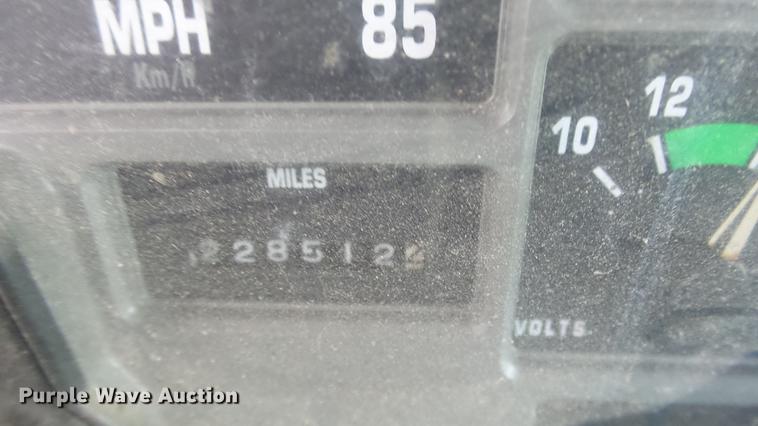 MPH 85
Km/h
12
10
MILES
228512
VOLTS
Purple Wave Auction